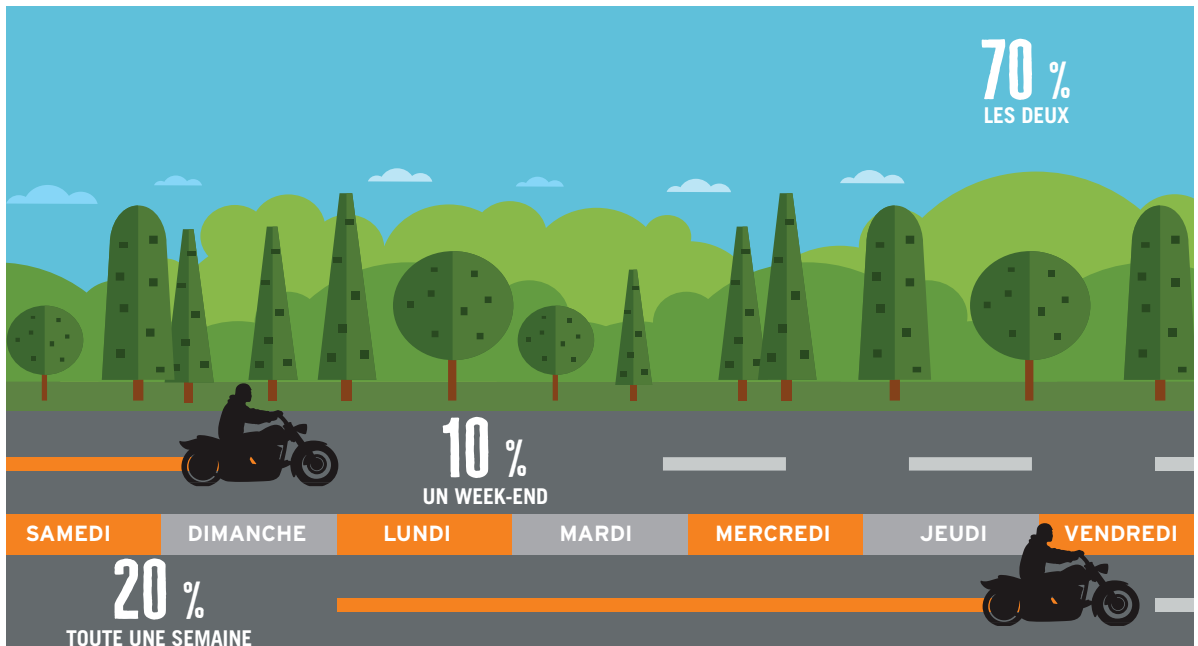 70 %
LES DEUX
10 %
UN WEEK-END
SAMEDI DIMANCHE LUNDI MARDI MERCREDI JEUDI VENDREDI
20 %
TOUTE UNE SEMAINE